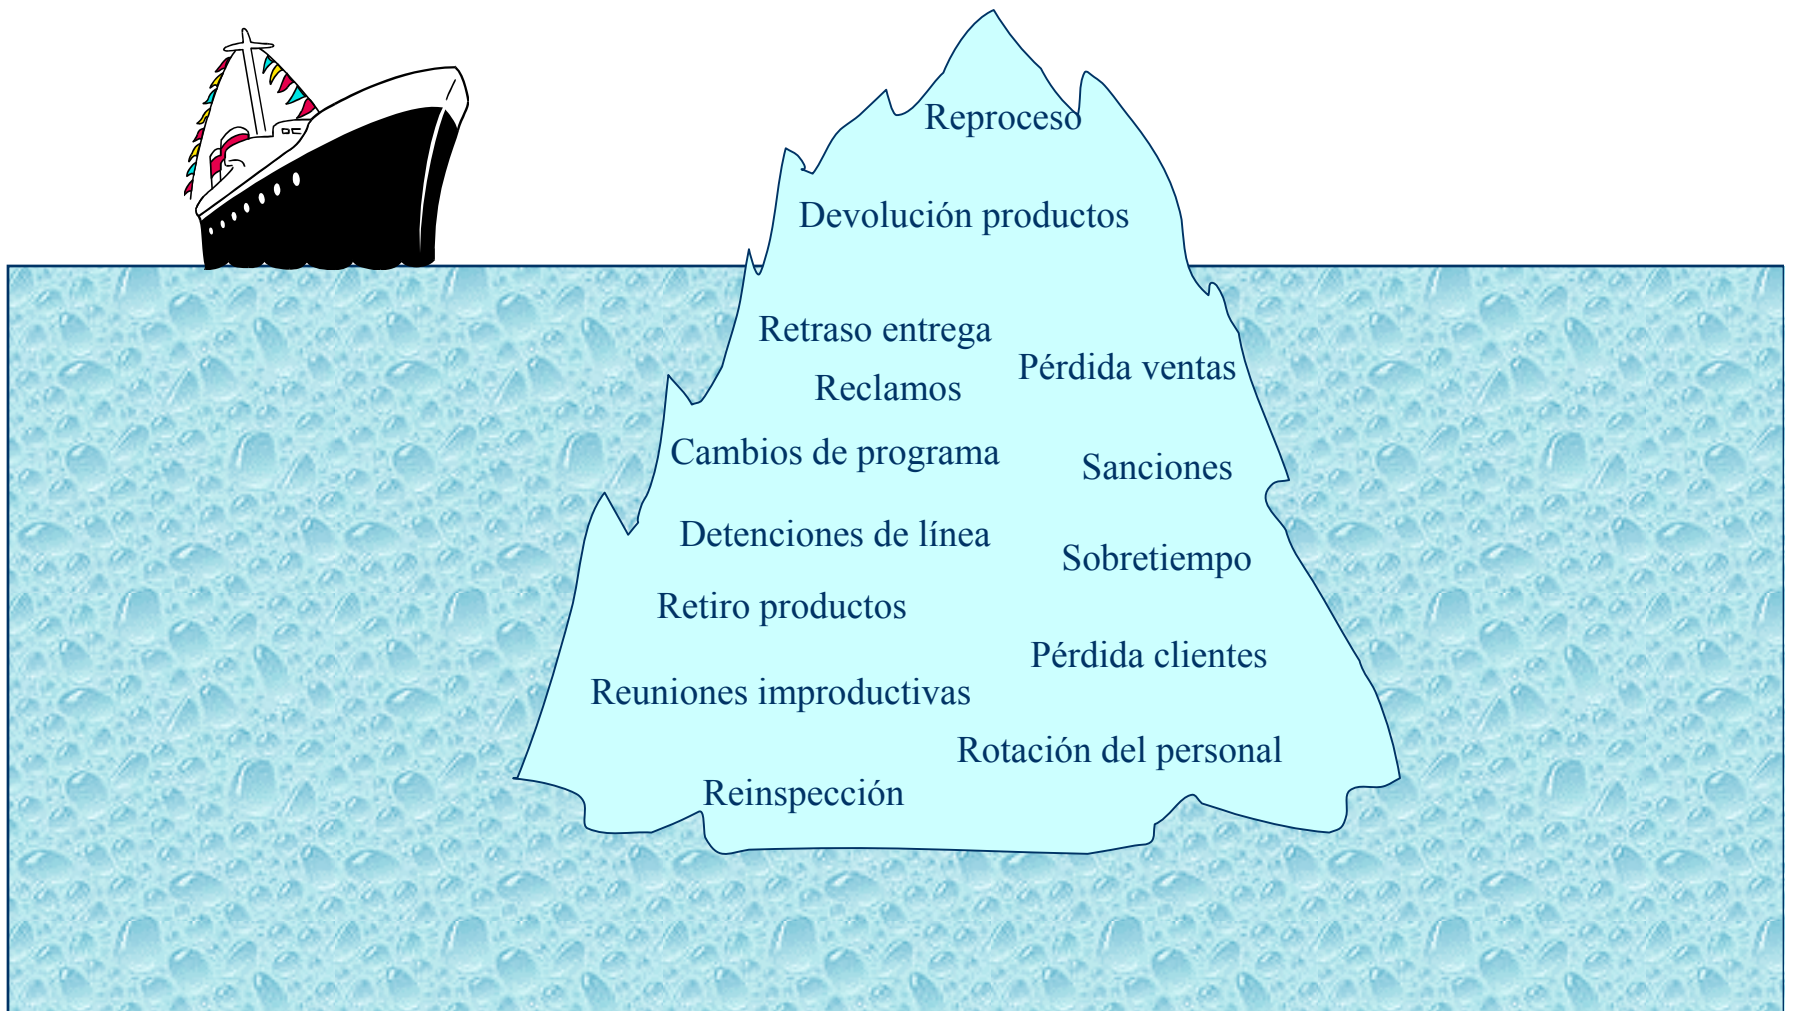 Reproceso
Devolución productos
Retraso entrega
Pérdida ventas
Reclamos
Cambios de programa
Sanciones
Detenciones de línea
Sobretiempo
Retiro productos
Pérdida clientes
Reuniones improductivas
Rotación del personal
Reinspección